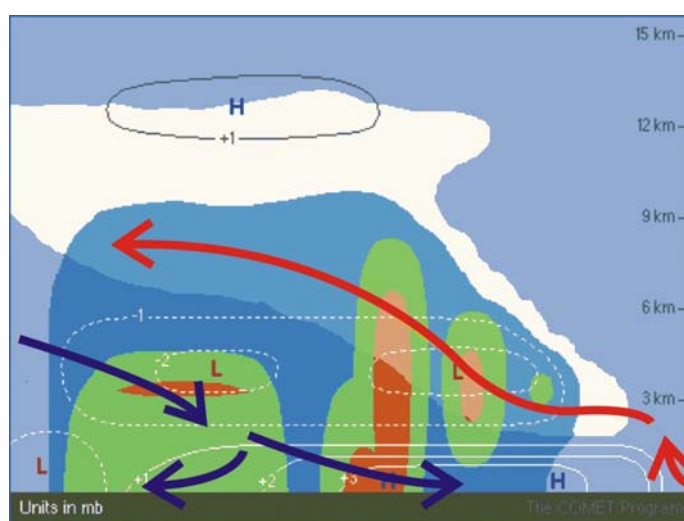 15 km
H
12 km
+1
9 km
6 km
-1
-2
L
L
3 km
L
+1
+2
+3
H
H
Units in mb
The COMET Program